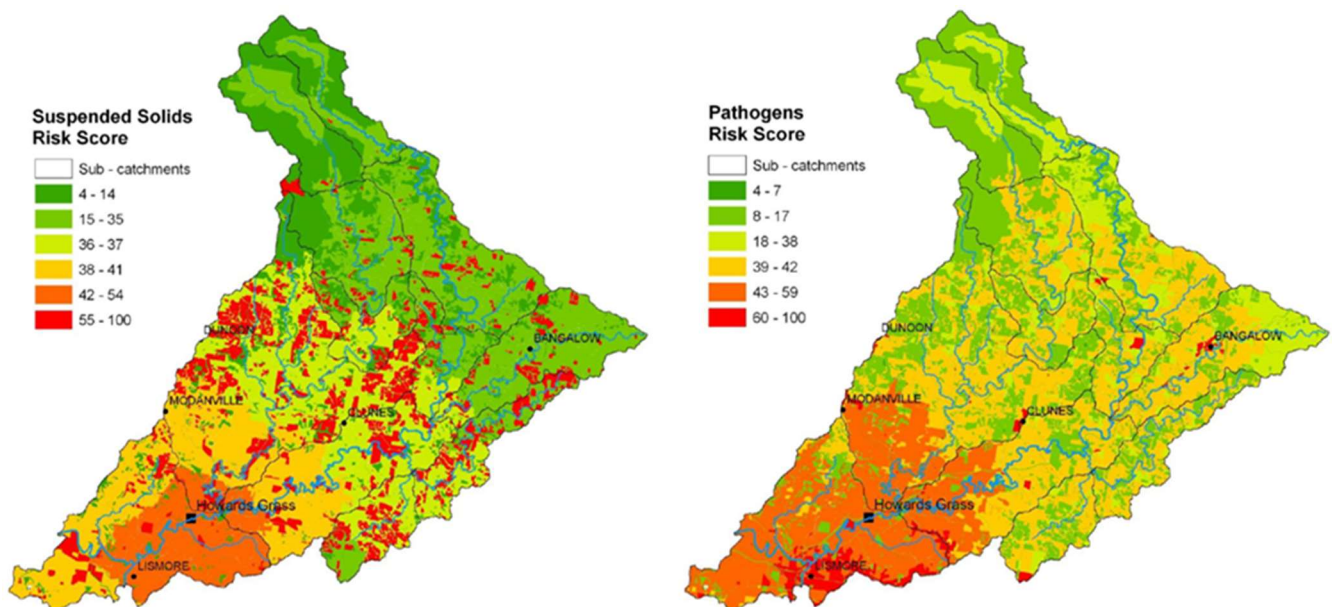 Suspended Solids
Risk Score
Sub - catchments
4 - 14
15 - 35
36 - 37
38 - 41
42 - 54
55 - 100
DUNOON
BANGALOW
MODANVILLE
CLUNES
Howards Grass
LISMORE
Pathogens
Risk Score
Sub - catchments
4 - 7
8 - 17
18 - 38
39 - 42
43 - 59
60 - 100
DUNOON
BANGALOW
MODANVILLE
CLUNES
Howards Grass
LISMORE